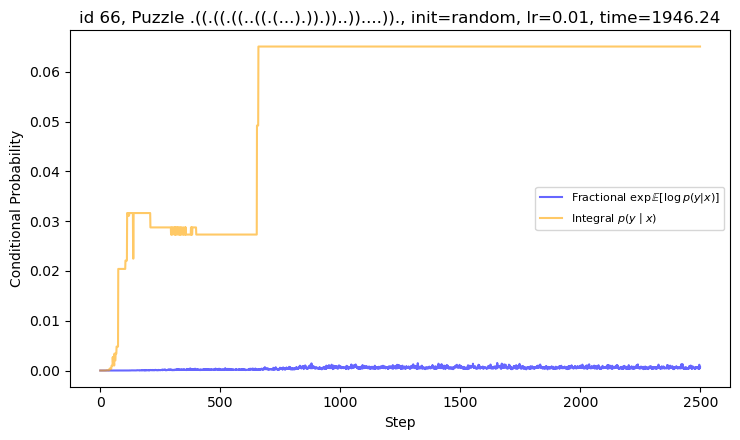 id 66, Puzzle .((.((.((..((.(...).)).))..))....))., init=random, lr=0.01, time=1946.24
Conditional Probability
0.06
0.05
0.04
0.03
0.02
0.01
0.00
Fractional exp𝔼[log p(y|x)]
Integral p(y | x)
0
500
1000
1500
2000
2500
Step